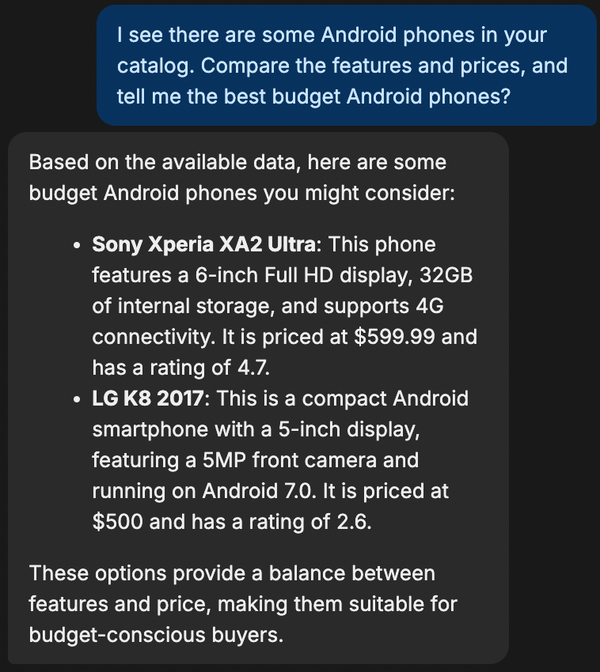 I see there are some Android phones in your
catalog. Compare the features and prices, and
tell me the best budget Android phones?
Based on the available data, here are some
budget Android phones you might consider:
• Sony Xperia XA2 Ultra: This phone
features a 6-inch Full HD display, 32GB
of internal storage, and supports 4G
connectivity. It is priced at $599.99 and
has a rating of 4.7.
• LG K8 2017: This is a compact Android
smartphone with a 5-inch display,
featuring a 5MP front camera and
running on Android 7.0. It is priced at
$500 and has a rating of 2.6.
These options provide a balance between
features and price, making them suitable for
budget-conscious buyers.